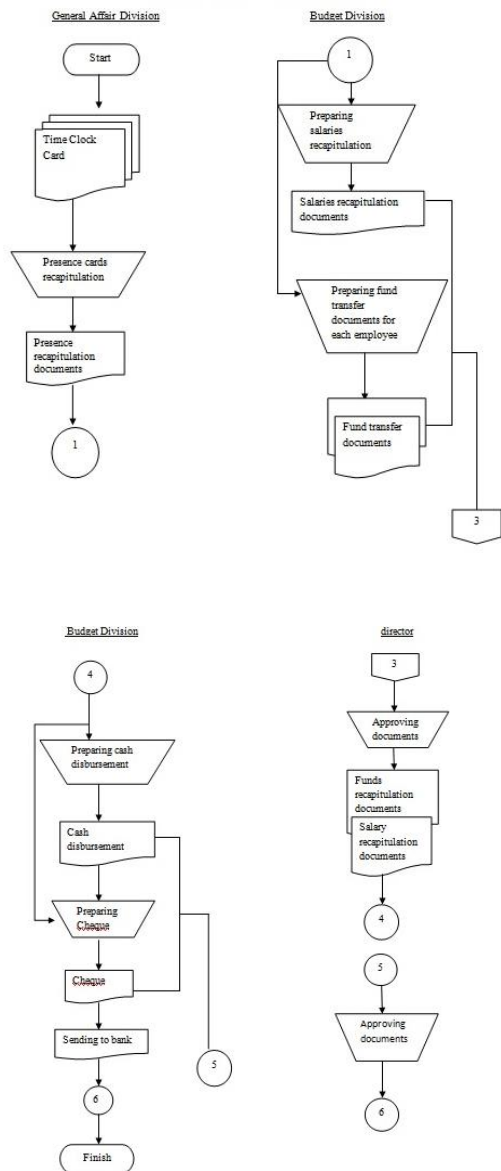 General Affair Division
Start
Time Clock
Card
Presence cards
recapitulation
Presence
recapitulation
documents
1
Budget Division
1
Preparing
salaries
recapitulation
Salaries recapitulation
documents
Preparing fund
transfer
documents for
each employee
Fund transfer
documents
3
Budget Division
4
Preparing cash
disbursement
Cash
disbursement
Preparing
Cheque
Cheque
Sending to bank
5
6
Finish
director
3
Approving
documents
Funds
recapitulation
documents
Salary
recapitulation
documents
4
5
Approving
documents
6